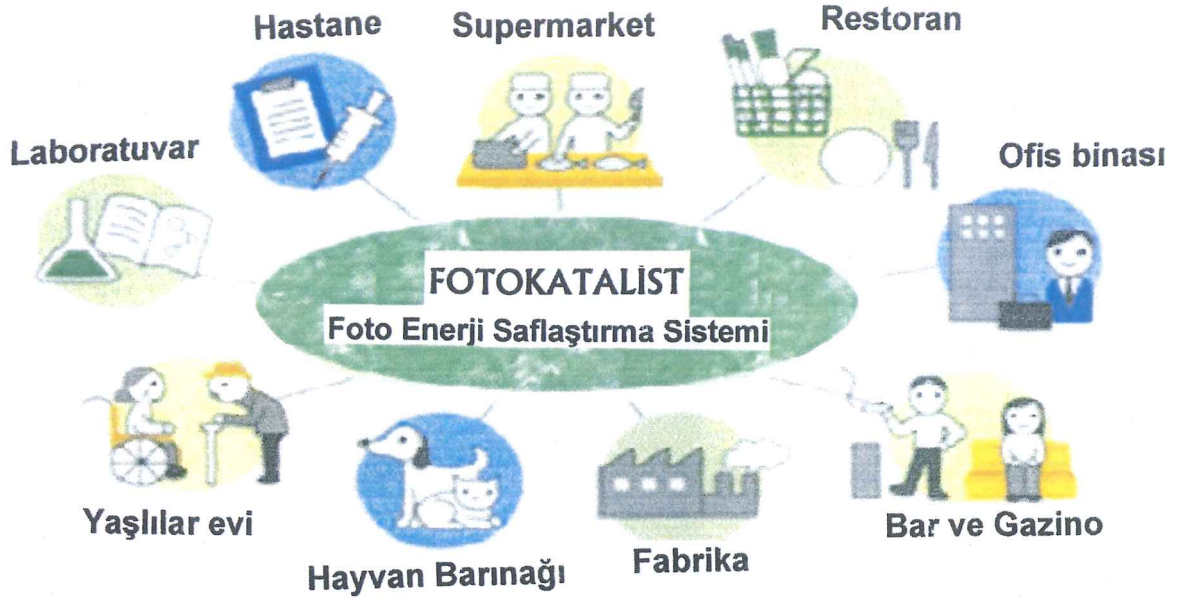 Hastane
Supermarket
Restoran
Laboratuvar
Ofis binası
FOTOKATALİST
Foto Enerji Saflaştırma Sistemi
Yaşlılar evi
Hayvan Barınağı
Fabrika
Bar ve Gazino